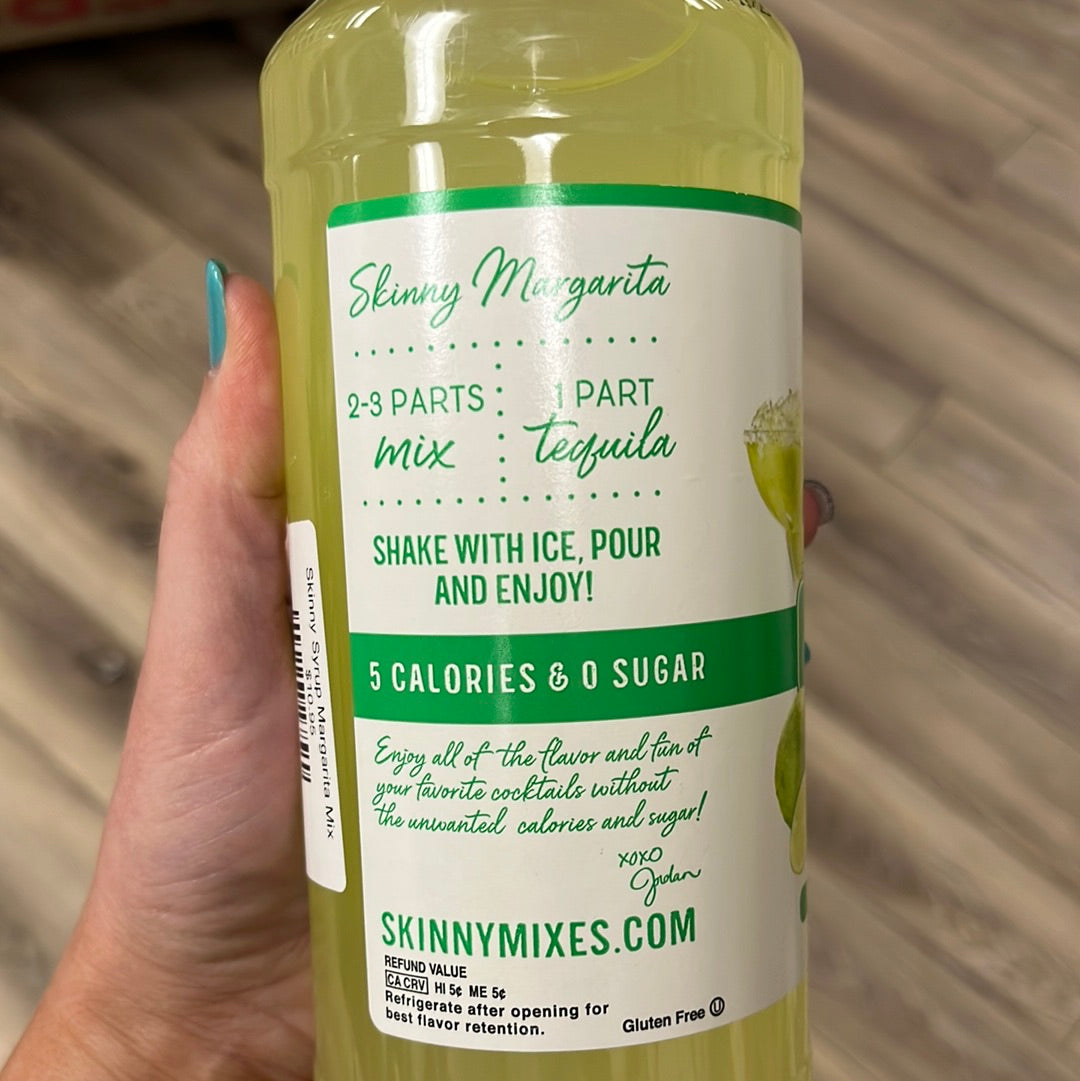 Skinny Margarita
2-3 PARTS
mix
1 PART
tequila
SHAKE WITH ICE, POUR
AND ENJOY!
5 CALORIES & 0 SUGAR
Enjoy all of the flavor and fun of
your favorite cocktails without
the unwanted calories and sugar!
xoxo
Jordan
SKINNYMIXES.COM
REFUND VALUE
CA CRV HI 5¢ ME 5¢
Refrigerate after opening for
best flavor retention.
Gluten Free U
Skinny Syrup Margarita Mix
$10.95